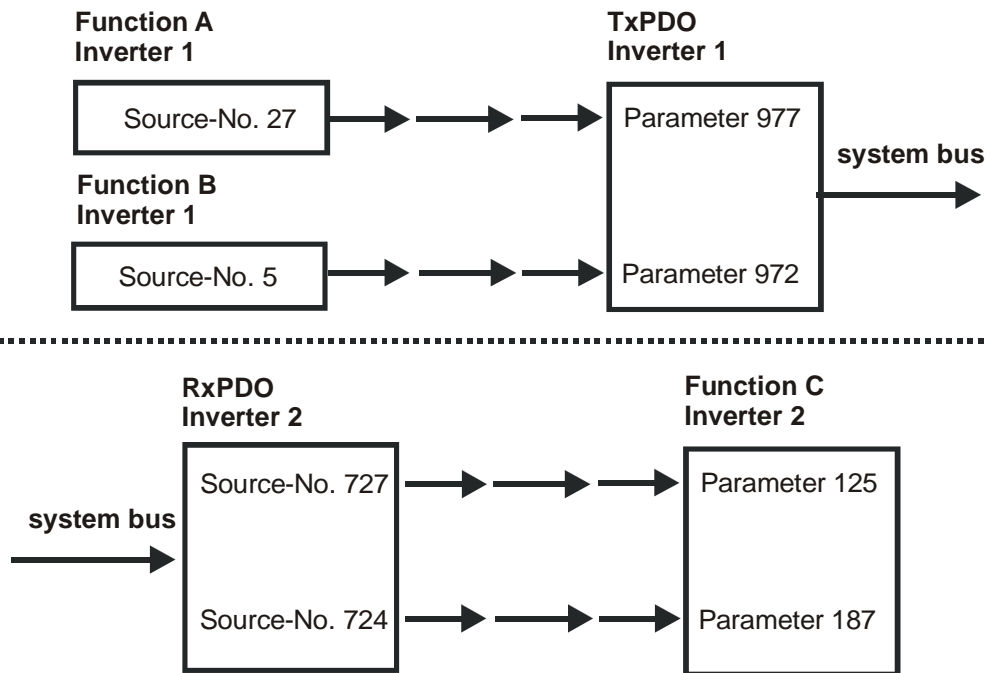 Function A
Inverter 1
TxPDO
Inverter 1
Source-No. 27
Parameter 977
system bus
Function B
Inverter 1
Source-No. 5
Parameter 972
RxPDO
Inverter 2
Function C
Inverter 2
Source-No. 727
Parameter 125
system bus
Source-No. 724
Parameter 187